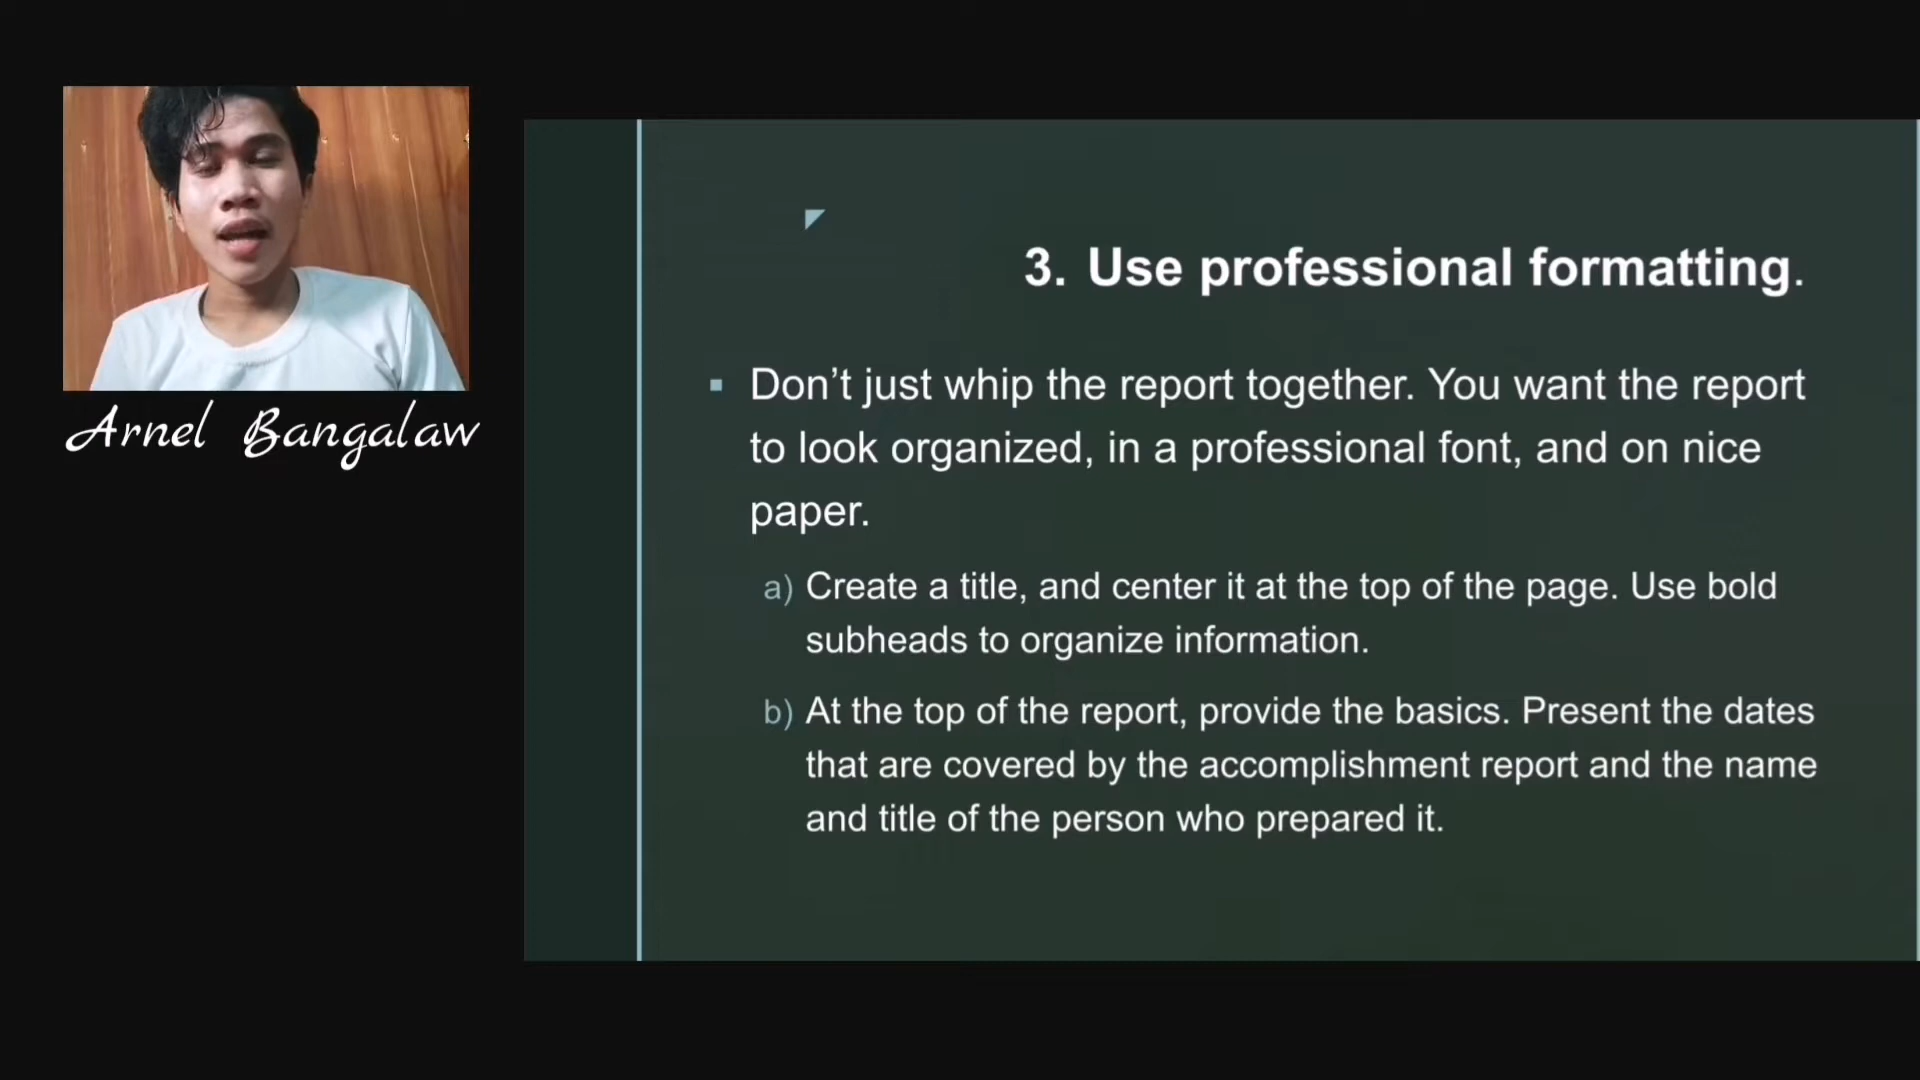 Arnel Bangalaw
3. Use professional formatting.
▪ Don’t just whip the report together. You want the report
to look organized, in a professional font, and on nice
paper.
a) Create a title, and center it at the top of the page. Use bold
subheads to organize information.
b) At the top of the report, provide the basics. Present the dates
that are covered by the accomplishment report and the name
and title of the person who prepared it.